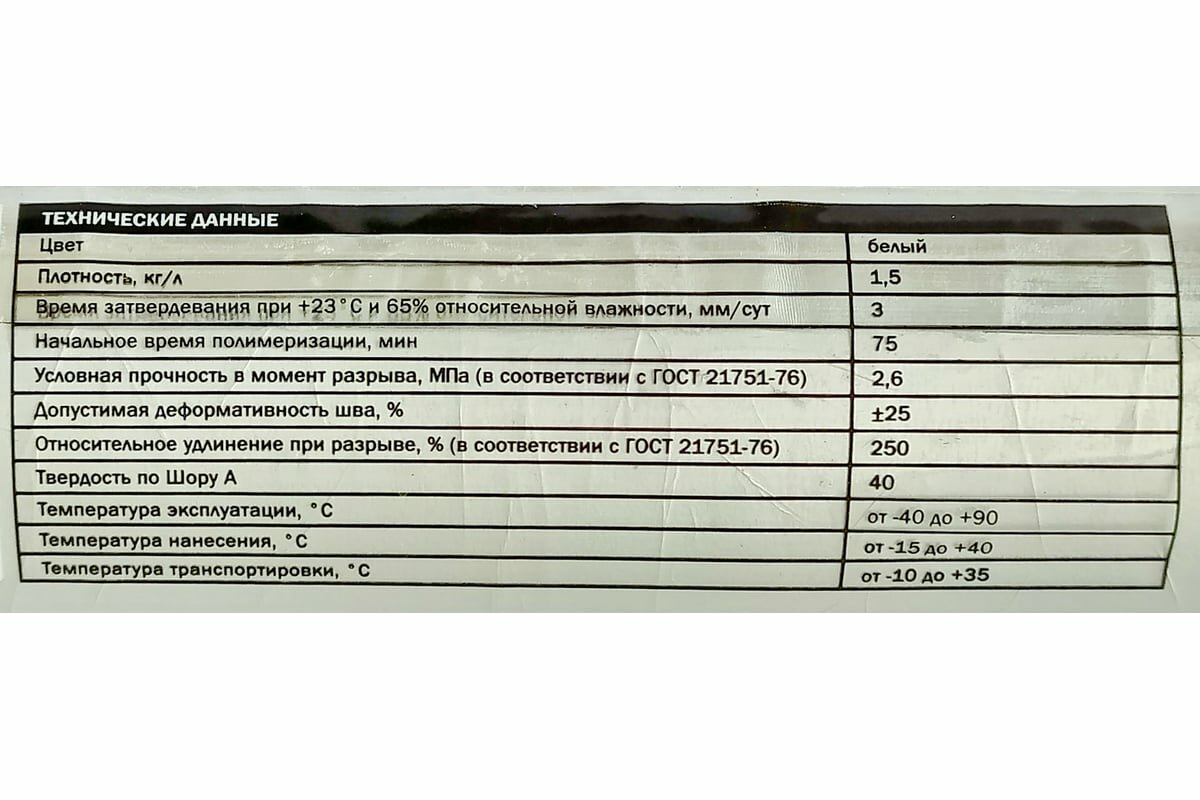 ТЕХНИЧЕСКИЕ ДАННЫЕ
Цвет белый
Плотность, кг/л 1,5
Время затвердевания при +23°С и 65% относительной влажности, мм/сут 3
Начальное время полимеризации, мин 75
Условная прочность в момент разрыва, МПа (в соответствии с ГОСТ 21751-76) 2,6
Допустимая деформативность шва, % ±25
Относительное удлинение при разрыве, % (в соответствии с ГОСТ 21751-76) 250
Твердость по Шору А 40
Температура эксплуатации, °С от -40 до +90
Температура нанесения, °С от -15 до +40
Температура транспортировки, °С от -10 до +35